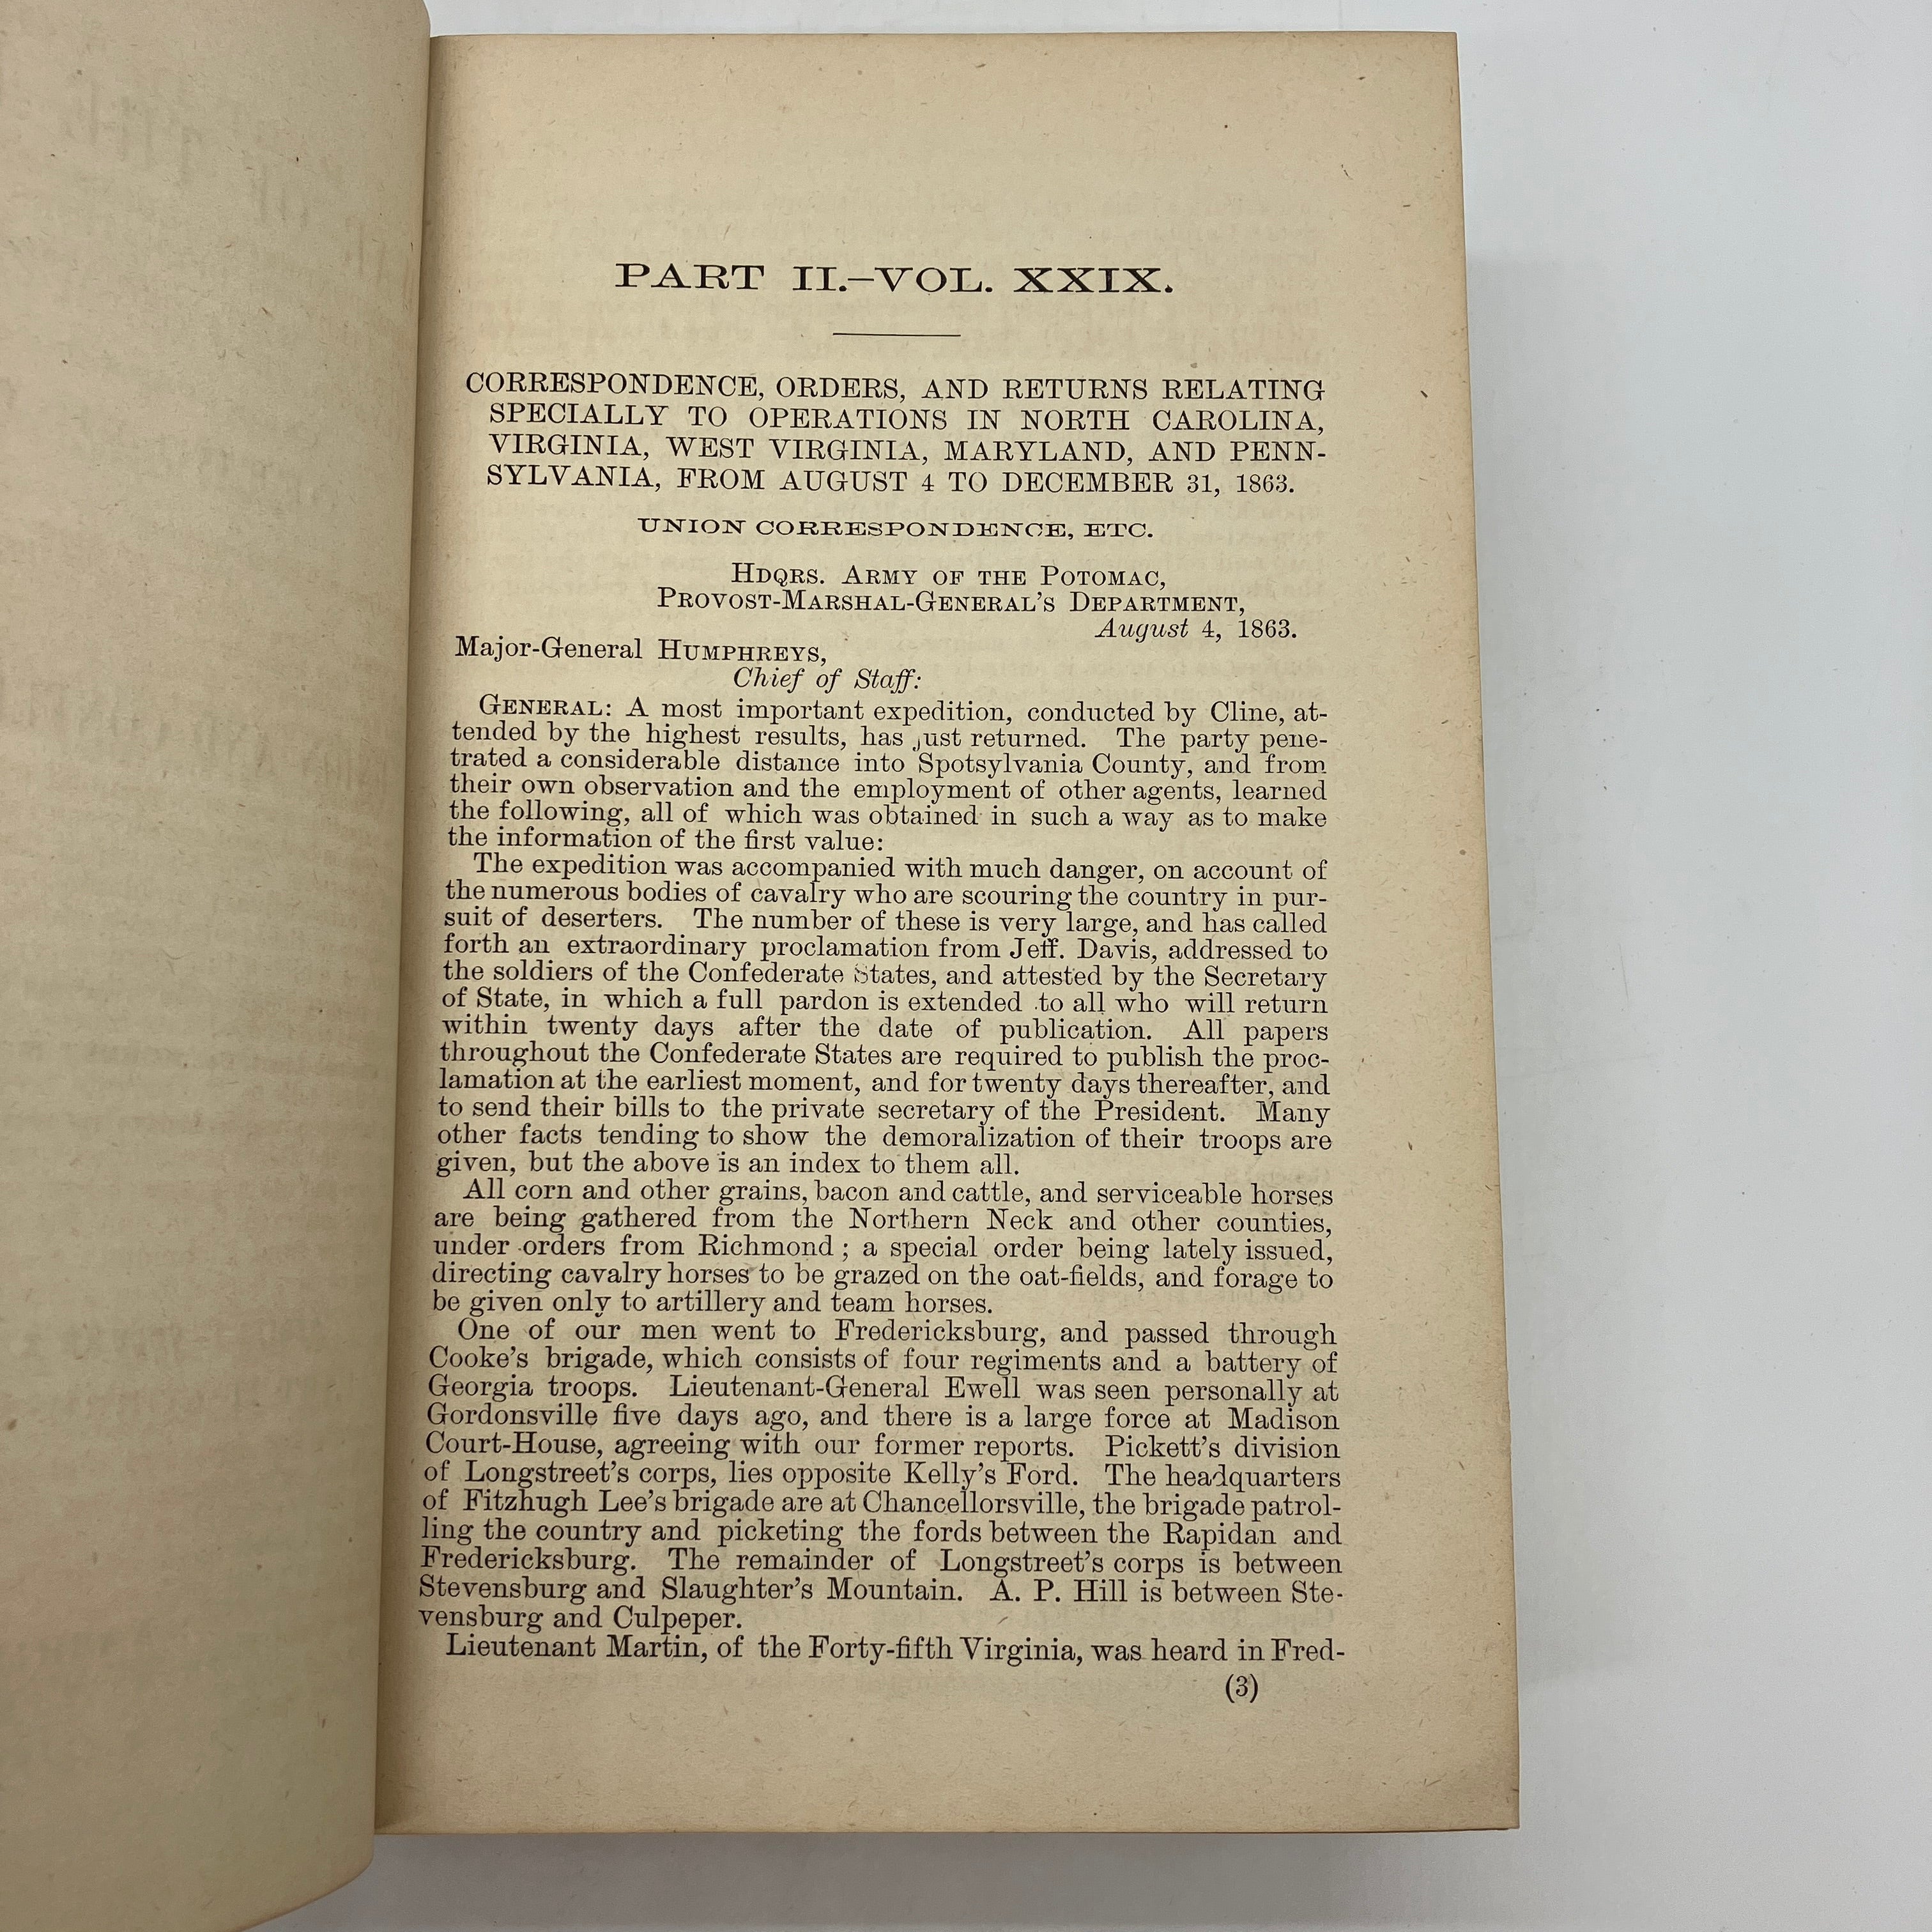 PART II.—VOL. XXIX.
CORRESPONDENCE, ORDERS, AND RETURNS RELATING
SPECIALLY TO OPERATIONS IN NORTH CAROLINA,
VIRGINIA, WEST VIRGINIA, MARYLAND, AND PENN-
SYLVANIA, FROM AUGUST 4 TO DECEMBER 31, 1863.
UNION CORRESPONDENCE, ETC.
HDQRS. ARMY OF THE POTOMAC,
PROVOST-MARSHAL-GENERAL'S DEPARTMENT,
August 4, 1863.
Major-General HUMPHREYS,
Chief of Staff:
GENERAL: A most important expedition, conducted by Cline, at-
tended by the highest results, has just returned. The party pene-
trated a considerable distance into Spotsylvania County, and from
their own observation and the employment of other agents, learned
the following, all of which was obtained in such a way as to make
the information of the first value:
The expedition was accompanied with much danger, on account of
the numerous bodies of cavalry who are scouring the country in pur-
suit of deserters. The number of these is very large, and has called
forth an extraordinary proclamation from Jeff. Davis, addressed to
the soldiers of the Confederate States, and attested by the Secretary
of State, in which a full pardon is extended to all who will return
within twenty days after the date of publication. All papers
throughout the Confederate States are required to publish the proc-
lamation at the earliest moment, and for twenty days thereafter, and
to send their bills to the private secretary of the President. Many
other facts tending to show the demoralization of their troops are
given, but the above is an index to them all.
All corn and other grains, bacon and cattle, and serviceable horses
are being gathered from the Northern Neck and other counties,
under orders from Richmond; a special order being lately issued,
directing cavalry horses to be grazed on the oat-fields, and forage to
be given only to artillery and team horses.
One of our men went to Fredericksburg, and passed through
Cooke's brigade, which consists of four regiments and a battery of
Georgia troops. Lieutenant-General Ewell was seen personally at
Gordonsville five days ago, and there is a large force at Madison
Court-House, agreeing with our former reports. Pickett's division
of Longstreet's corps, lies opposite Kelly's Ford. The headquarters
of Fitzhugh Lee's brigade are at Chancellorsville, the brigade patrol-
ling the country and picketing the fords between the Rapidan and
Fredericksburg. The remainder of Longstreet's corps is between
Stevensburg and Slaughter's Mountain. A. P. Hill is between Ste-
vensburg and Culpeper.
Lieutenant Martin, of the Forty-fifth Virginia, was heard in Fred-
(3)